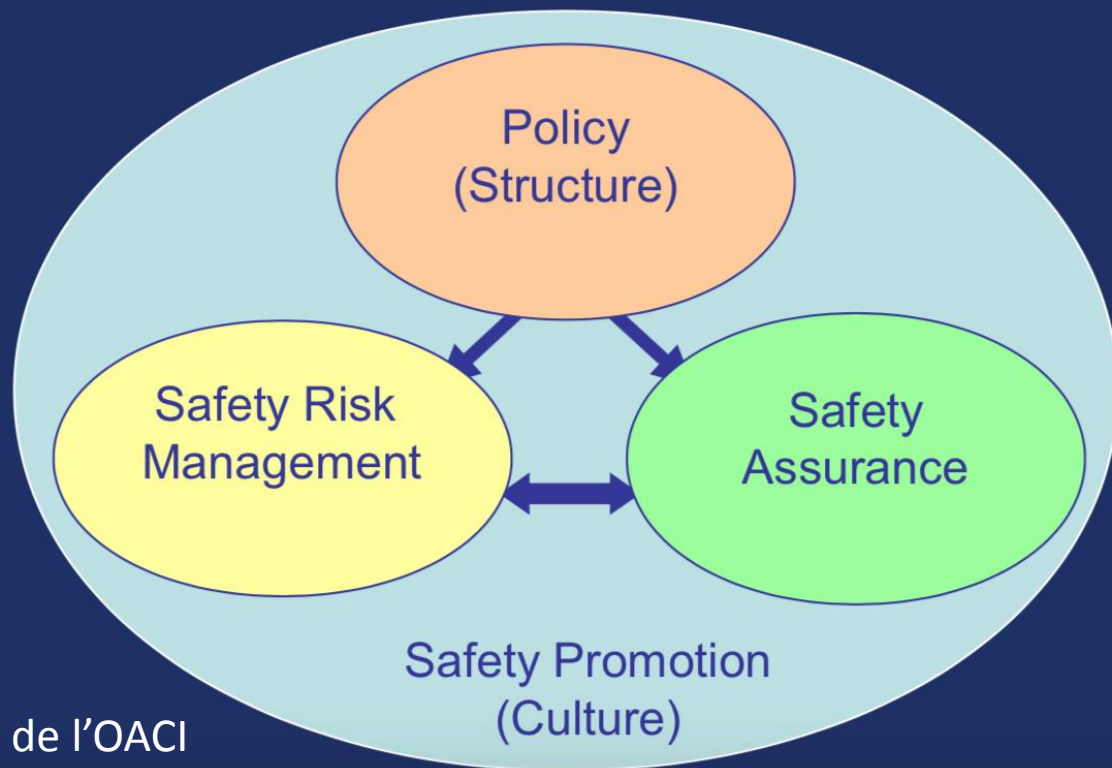 Policy
(Structure)
Safety Risk
Management
Safety
Assurance
Safety Promotion
(Culture)
de l’OACI